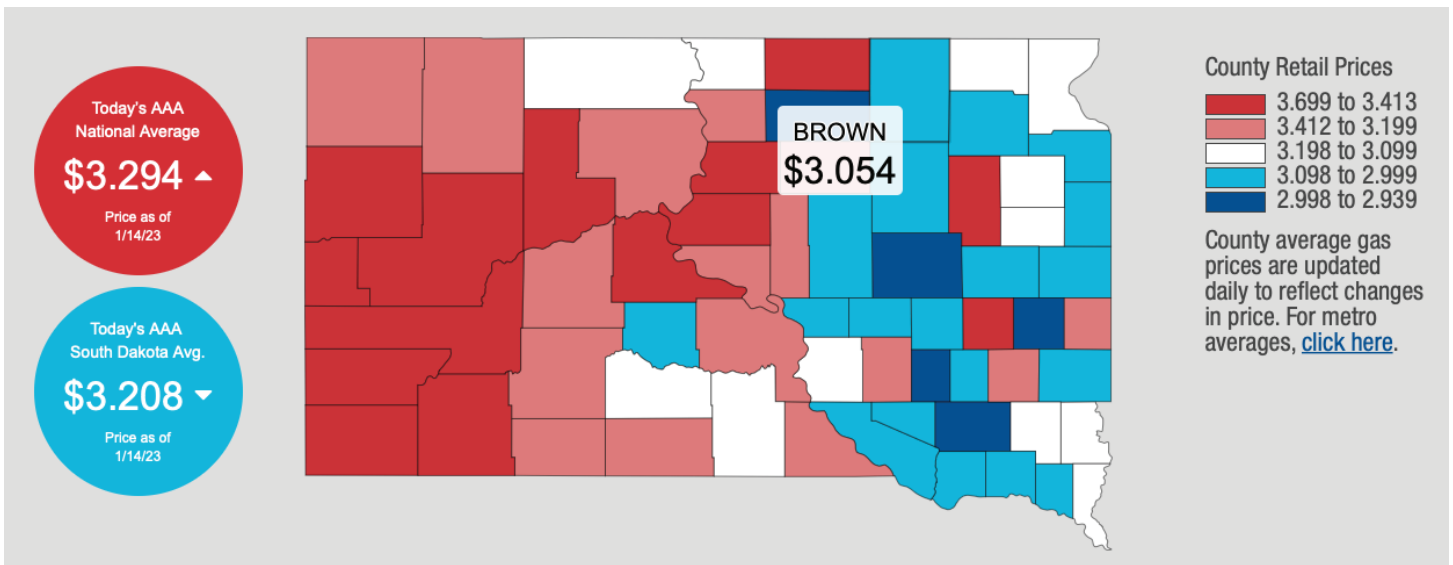 Today's AAA
National Average
$3.294
Price as of
1/14/23
Today's AAA
South Dakota Avg.
$3.208
Price as of
1/14/23
BROWN
$3.054
County Retail Prices
3.699 to 3.413
3.412 to 3.199
3.198 to 3.099
3.098 to 2.999
2.998 to 2.939
County average gas
prices are updated
daily to reflect changes
in price. For metro
averages, click here.